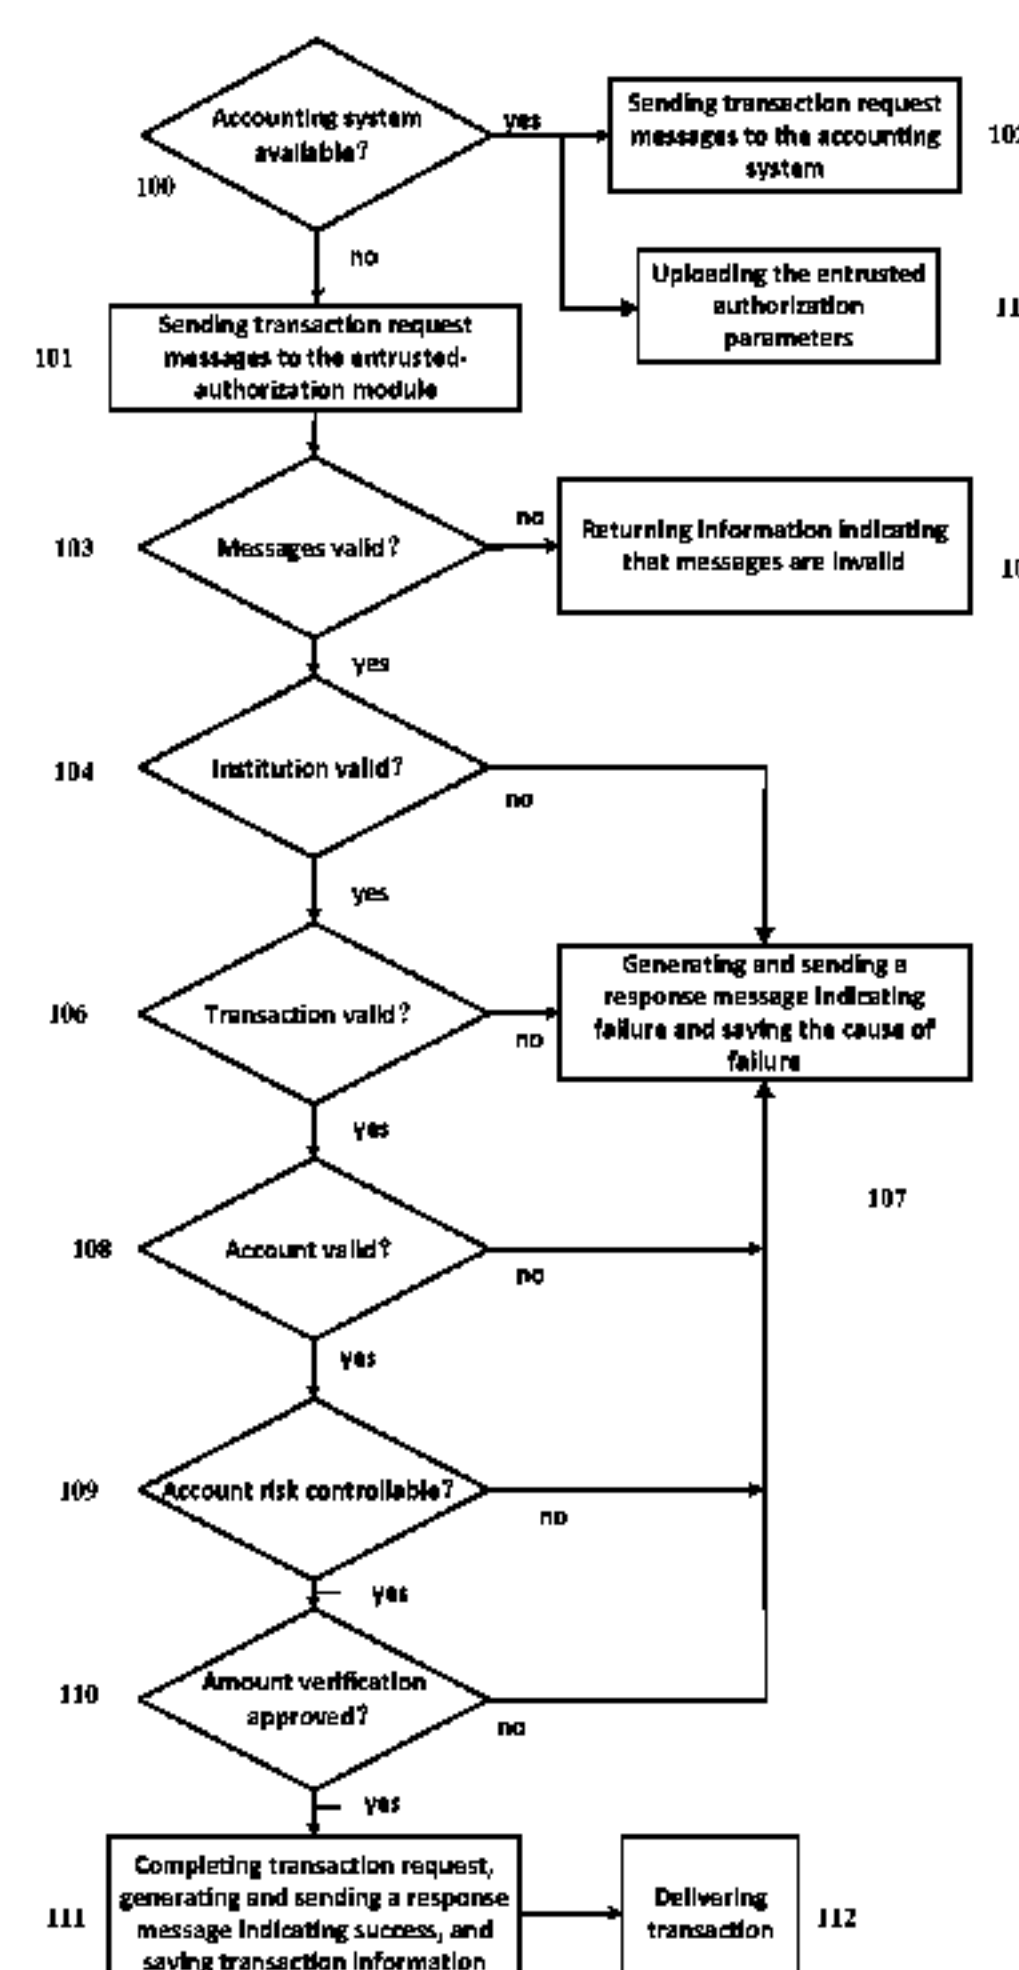 Accounting system
available?
100
yes
Sending transaction request
messages to the accounting
system
no
Uploading the entrusted
authorization
parameters
101
Sending transaction request
messages to the entrusted-
authorization module
103
Messages valid?
no
Returning information indicating
that messages are invalid
yes
104
Institution valid?
no
yes
106
Transaction valid?
no
Generating and sending a
response message indicating
failure and saving the cause of
failure
yes
107
108
Account valid?
no
yes
109
Account risk controllable?
no
yes
110
Amount verification
approved?
no
yes
111
Completing transaction request,
generating and sending a response
message indicating success, and
saving transaction information
Delivering
transaction
112